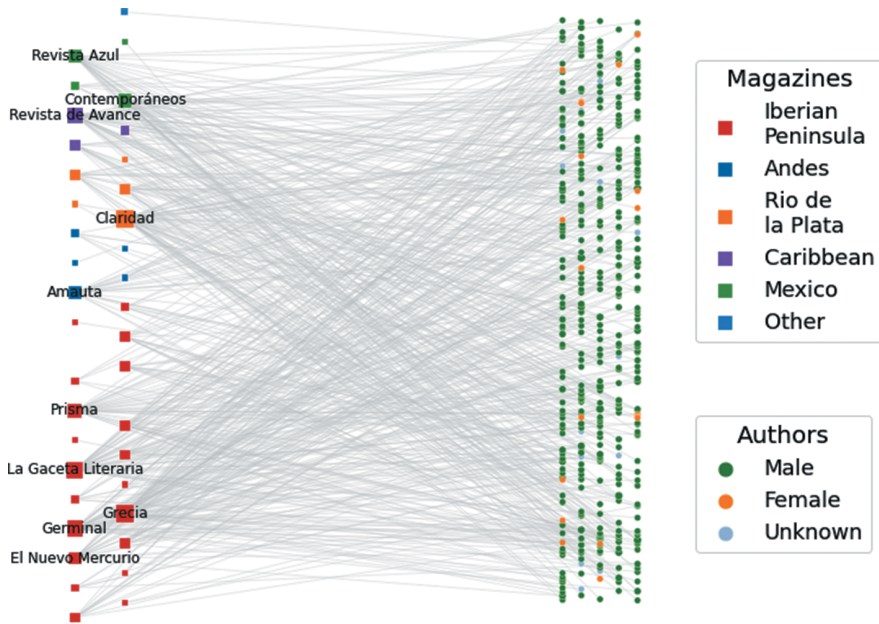 Revista Azul
Contemporáneos
Revista de Avance
Claridad
Amauta
Prisma
La Gaceta Literaria
Grecia
Germinal
El Nuevo Mercurio
Magazines
Iberian
Peninsula
Andes
Rio de
la Plata
Caribbean
Mexico
Other
Authors
Male
Female
Unknown